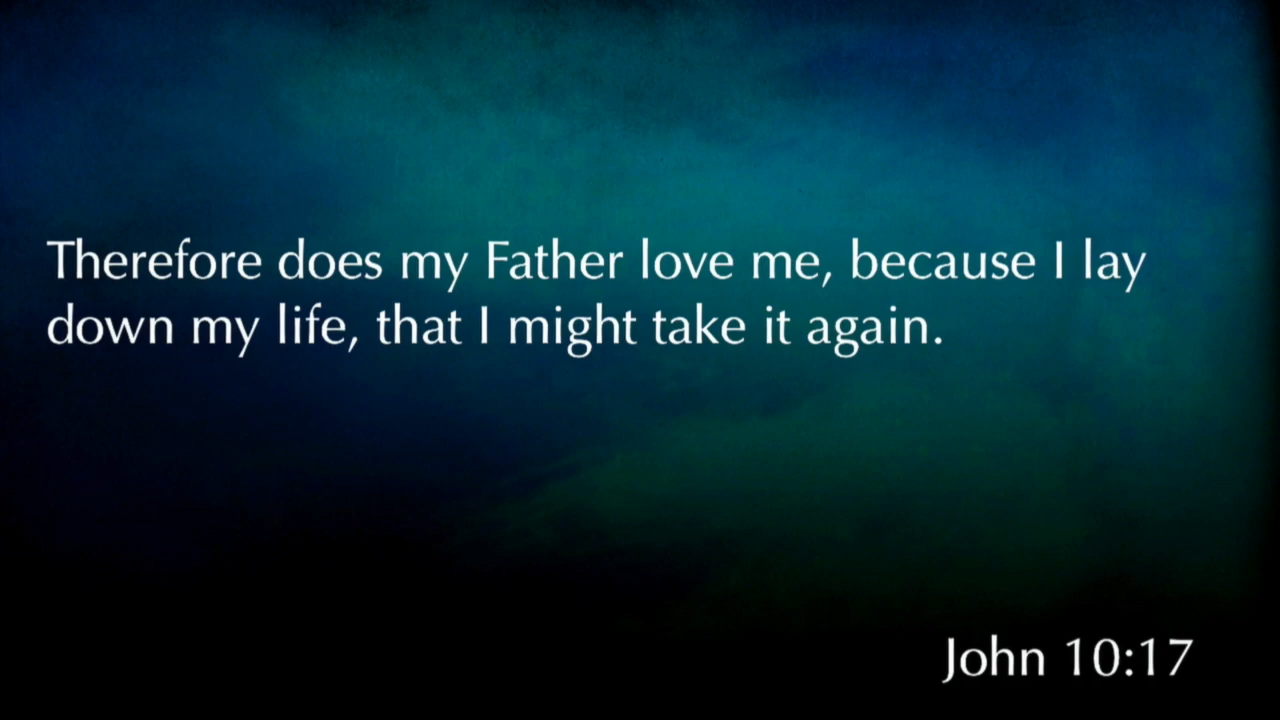 Therefore does my Father love me, because I lay
down my life, that I might take it again.
John 10:17